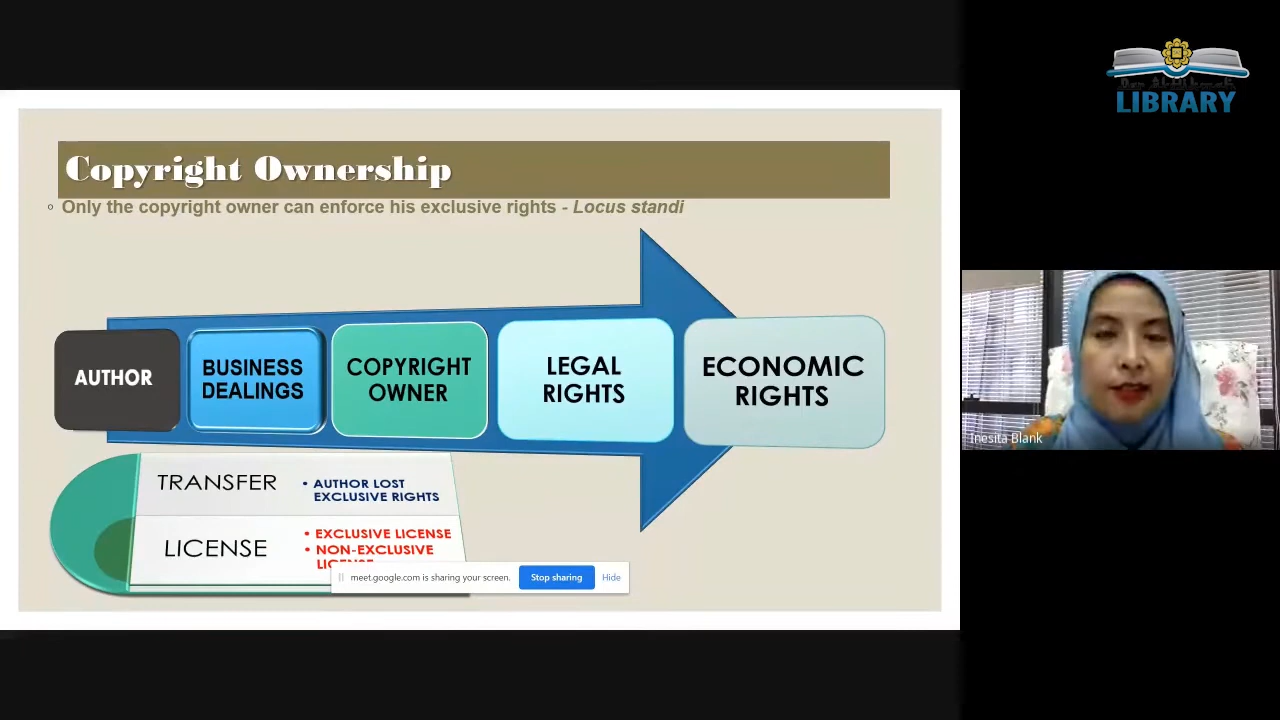 LIBRARY
Copyright Ownership
Only the copyright owner can enforce his exclusive rights - Locus standi
AUTHOR
BUSINESS
DEALINGS
COPYRIGHT
OWNER
LEGAL
RIGHTS
ECONOMIC
RIGHTS
TRANSFER
• AUTHOR LOST
EXCLUSIVE RIGHTS
LICENSE
• EXCLUSIVE LICENSE
• NON-EXCLUSIVE
LICENSE
meet.google.com is sharing your screen.
Stop sharing
Hide
Inesita Blank